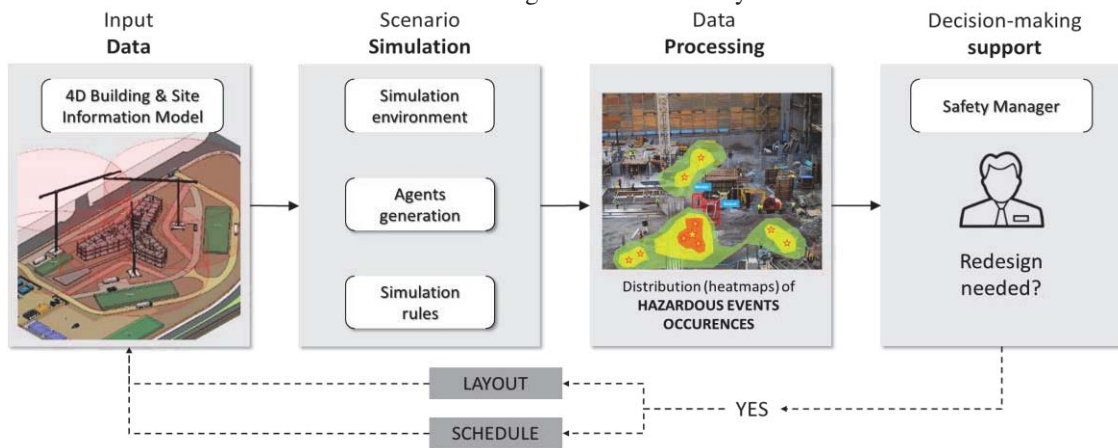 Input
Data
Scenario
Simulation
Data
Processing
Decision-making
support
4D Building & Site
Information Model
Simulation
environment
Agents
generation
Simulation
rules
Distribution (heatmaps) of
HAZARDOUS EVENTS
OCCURENCES
Safety Manager
Redesign
needed?
LAYOUT
YES
SCHEDULE